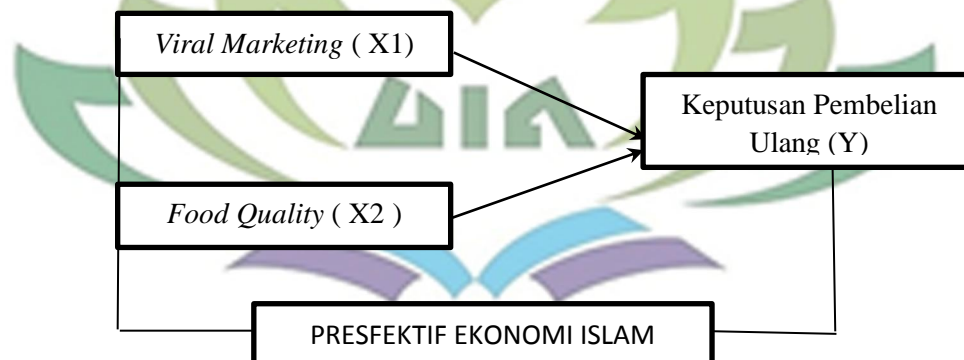 Viral Marketing ( X1)
Keputusan Pembelian
Ulang (Y)
Food Quality ( X2 )
PRESFEKTIF EKONOMI ISLAM